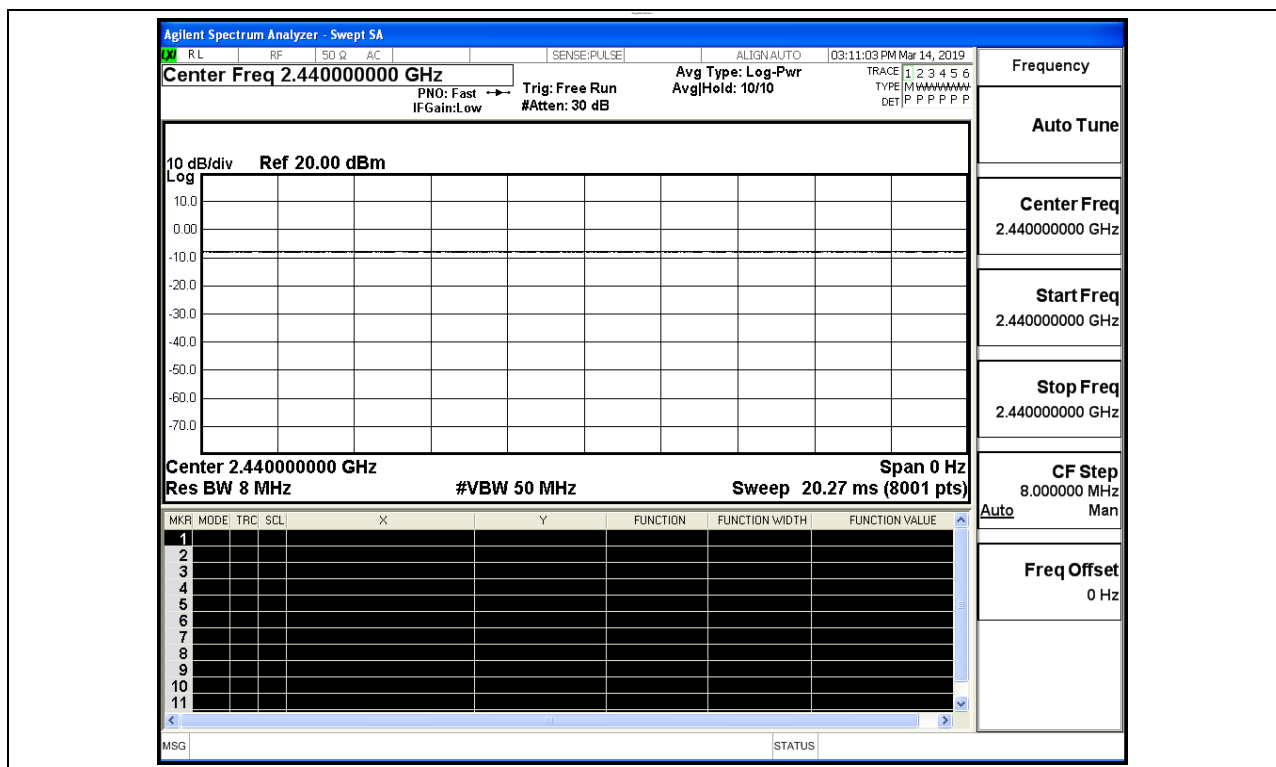 Agilent Spectrum Analyzer - Swept SA
LXI RL RF 50 Ω AC SENSE:PULSE ALIGN AUTO 03:11:03 PM Mar 14, 2019
Center Freq 2.440000000 GHz
PNO: Fast
IFGain:Low
Trig: Free Run
#Atten: 30 dB
Avg Type: Log-Pwr
Avg|Hold: 10/10
TRACE 1 2 3 4 5 6
TYPE M W W W W W
DET P P P P P P
10 dB/div Ref 20.00 dBm
Log
10.0
0.00
-10.0
-20.0
-30.0
-40.0
-50.0
-60.0
-70.0
Center 2.440000000 GHz Span 0 Hz
Res BW 8 MHz #VBW 50 MHz Sweep 20.27 ms (8001 pts)
MKR MODE TRC SCL X Y FUNCTION FUNCTION WIDTH FUNCTION VALUE
1
2
3
4
5
6
7
8
9
10
11
MSG STATUS
Frequency
Auto Tune
Center Freq
2.440000000 GHz
Start Freq
2.440000000 GHz
Stop Freq
2.440000000 GHz
CF Step
8.000000 MHz
Auto Man
Freq Offset
0 Hz